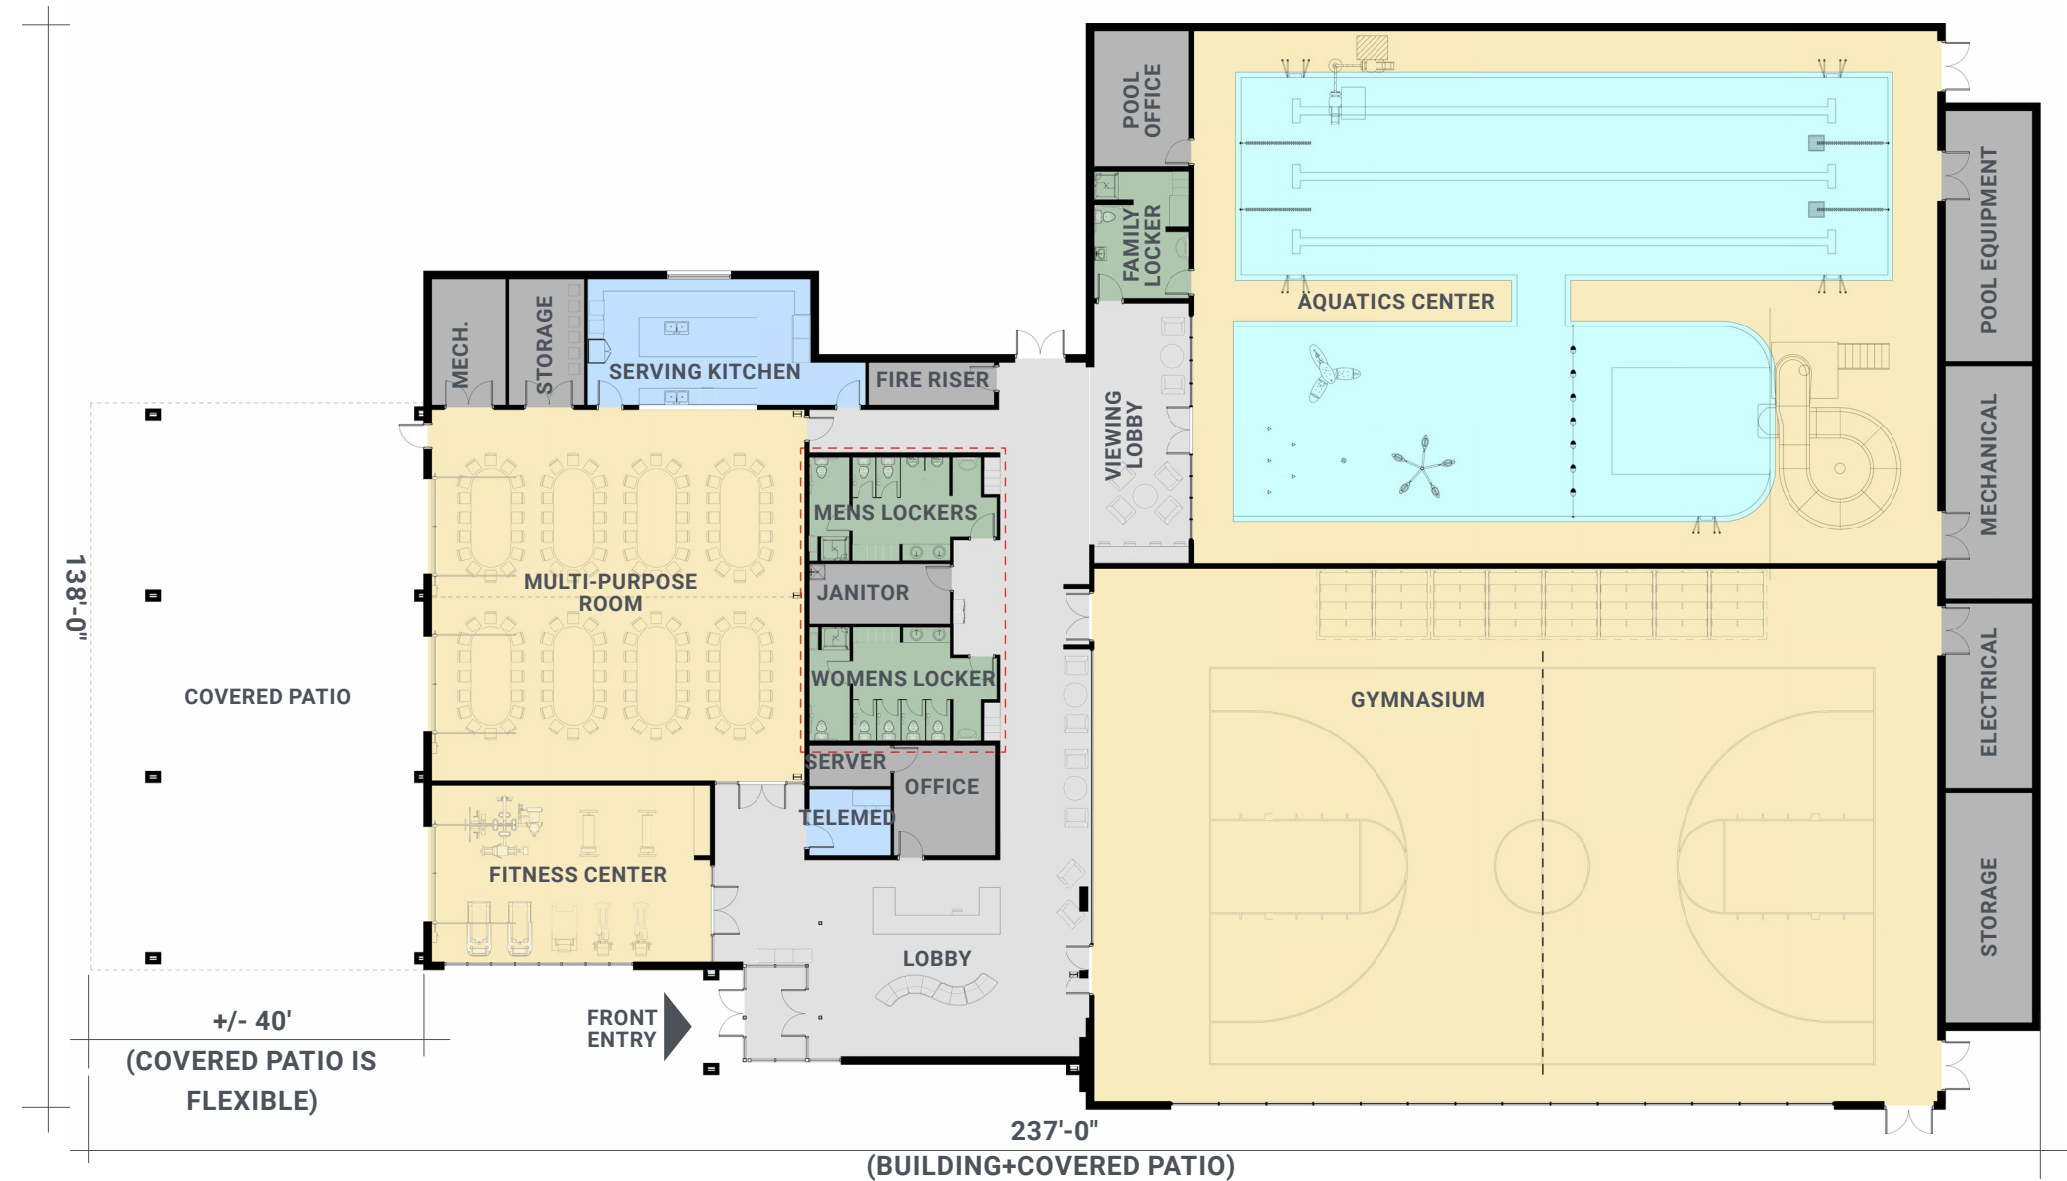 POOL
OFFICE
FAMILY
LOCKER
AQUATICS CENTER
POOL EQUIPMENT
MECH.
STORAGE
SERVING KITCHEN
FIRE RISER
VIEWING
LOBBY
MECHANICAL
MENS LOCKERS
138'-0"
MULTI-PURPOSE
ROOM
JANITOR
COVERED PATIO
WOMENS LOCKER
GYMNASIUM
ELECTRICAL
SERVER
OFFICE
TELEMED
FITNESS CENTER
STORAGE
LOBBY
FRONT
ENTRY
+/- 40'
(COVERED PATIO IS
FLEXIBLE)
237'-0"
(BUILDING+COVERED PATIO)